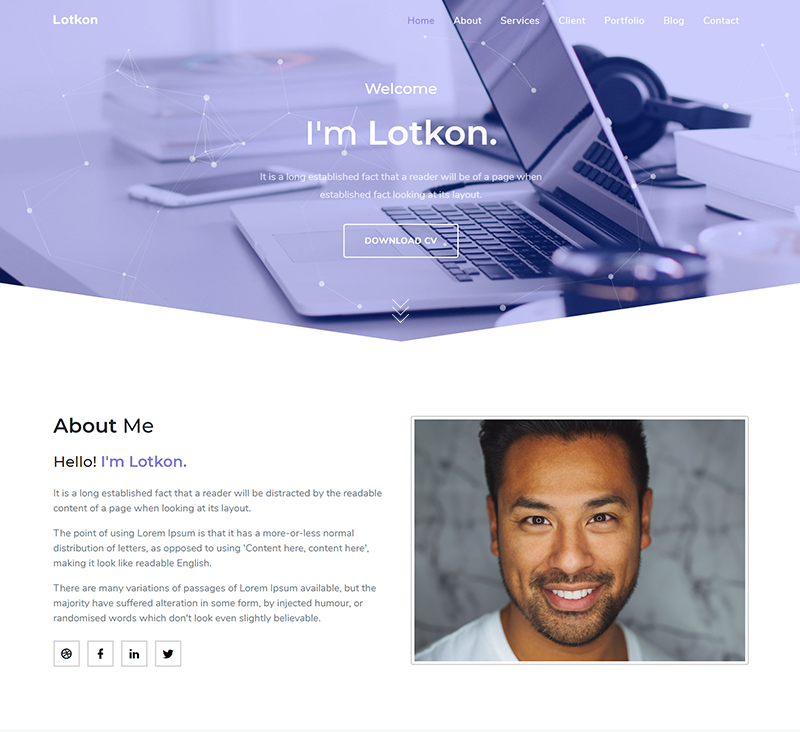 Lotkon
Home About Services Client Portfolio Blog Contact
Welcome
I'm Lotkon.
It is a long established fact that a reader will be of a page when
established fact looking at its layout.
DOWNLOAD CV
About Me
Hello! I'm Lotkon.
It is a long established fact that a reader will be distracted by the readable
content of a page when looking at its layout.
The point of using Lorem Ipsum is that it has a more-or-less normal
distribution of letters, as opposed to using 'Content here, content here',
making it look like readable English.
There are many variations of passages of Lorem Ipsum available, but the
majority have suffered alteration in some form, by injected humour, or
randomised words which don't look even slightly believable.